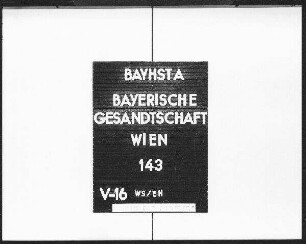 BAYHSTA
BAYERISCHE
GESANDTSCHAFT
WIEN
143
V-16 WS/EH